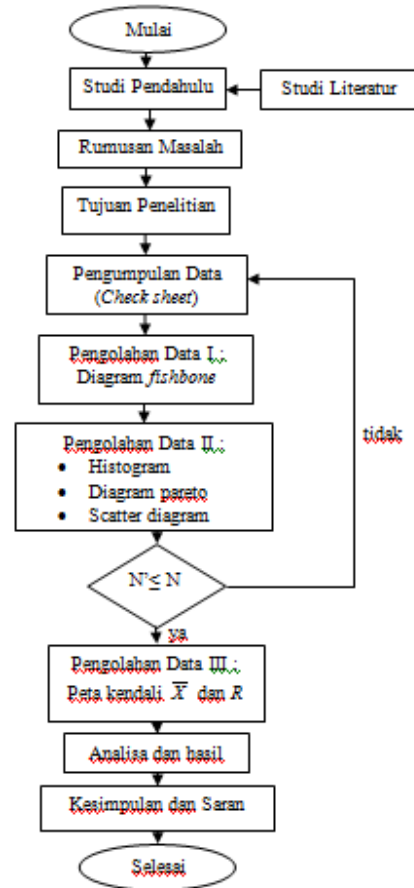 Mulai
Studi Pendahulu
Studi Literatur
Rumusan Masalah
Tujuan Penelitian
Pengumpulan Data
(Check sheet)
Pengolahan Data I :
Diagram fishbone
Pengolahan Data II :
• Histogram
• Diagram pareto
• Scatter diagram
tidak
N'≤ N
ya
Pengolahan Data III :
Peta kendali X̅ dan R
Analisa dan hasil
Kesimpulan dan Saran
Selesai